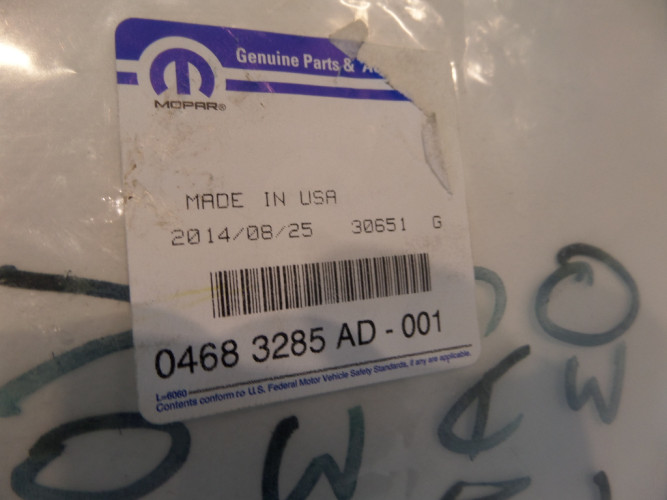 Genuine Parts &
MOPAR®
MADE IN USA
2014/08/25 30651 G
0468 3285 AD - 001
L=6060
Contents conform to U.S. Federal Motor Vehicle Safety Standards, if any are applicable.